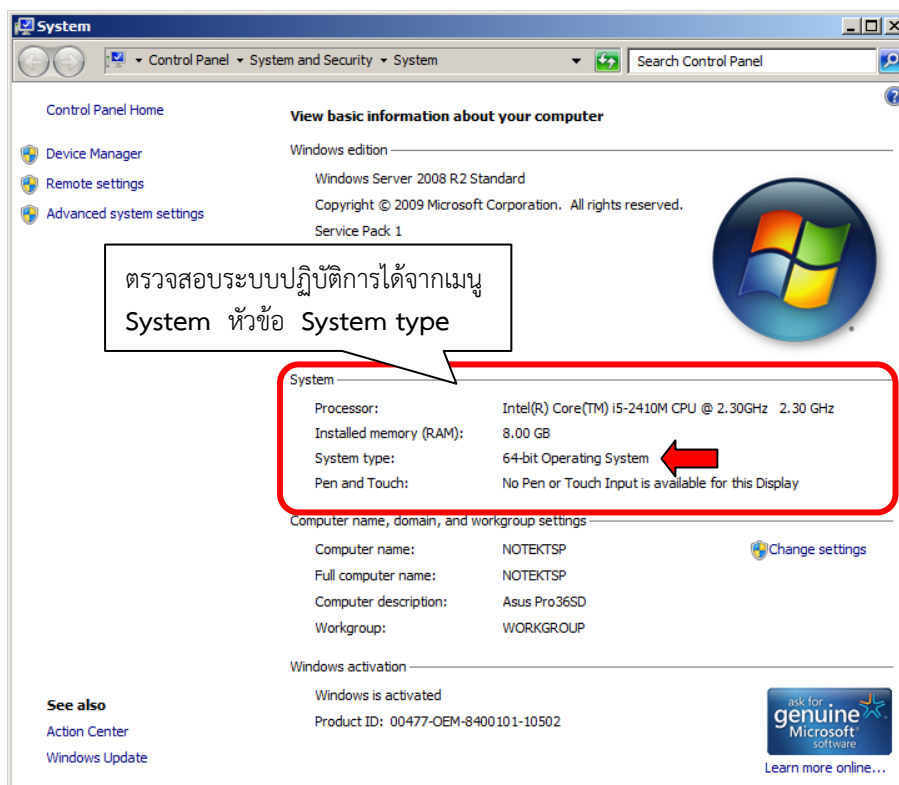 System
Control Panel System and Security System
Search Control Panel
Control Panel Home
Device Manager
Remote settings
Advanced system settings
View basic information about your computer
Windows edition
Windows Server 2008 R2 Standard
Copyright © 2009 Microsoft Corporation. All rights reserved.
Service Pack 1
ตรวจสอบระบบปฏิบัติการได้จากเมนู
System หัวข้อ System type
System
Processor: Intel(R) Core(TM) i5-2410M CPU @ 2.30GHz 2.30 GHz
Installed memory (RAM): 8.00 GB
System type: 64-bit Operating System
Pen and Touch: No Pen or Touch Input is available for this Display
Computer name, domain, and workgroup settings
Computer name: NOTEKTSP
Change settings
Full computer name: NOTEKTSP
Computer description: Asus Pro36SD
Workgroup: WORKGROUP
Windows activation
Windows is activated
Product ID: 00477-OEM-8400101-10502
See also
Action Center
Windows Update
ask for
genuine
Microsoft
software
Learn more online...